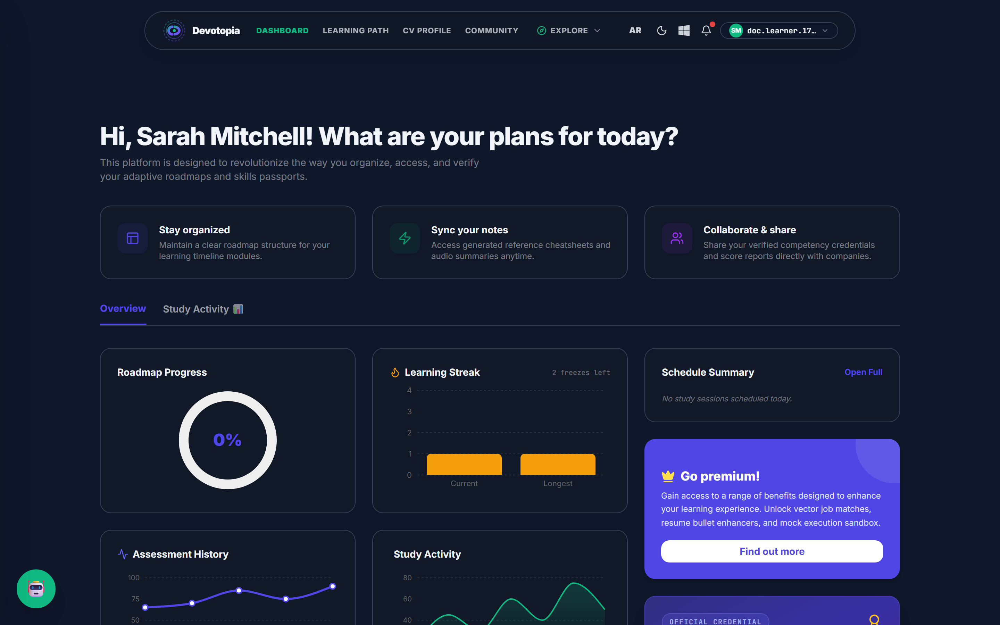 Devotopia
DASHBOARD
LEARNING PATH
CV PROFILE
COMMUNITY
EXPLORE
AR
SM
doc.learner.17…
Hi, Sarah Mitchell! What are your plans for today?
This platform is designed to revolutionize the way you organize, access, and verify
your adaptive roadmaps and skills passports.
Stay organized
Maintain a clear roadmap structure for your
learning timeline modules.
Sync your notes
Access generated reference cheatsheets and
audio summaries anytime.
Collaborate & share
Share your verified competency credentials
and score reports directly with companies.
Overview
Study Activity
Roadmap Progress
0%
Learning Streak
2 freezes left
4
3
2
1
0
Current
Longest
Schedule Summary
Open Full
No study sessions scheduled today.
Go premium!
Gain access to a range of benefits designed to enhance
your learning experience. Unlock vector job matches,
resume bullet enhancers, and mock execution sandbox.
Find out more
Assessment History
100
75
50
Study Activity
80
60
40
OFFICIAL CREDENTIAL